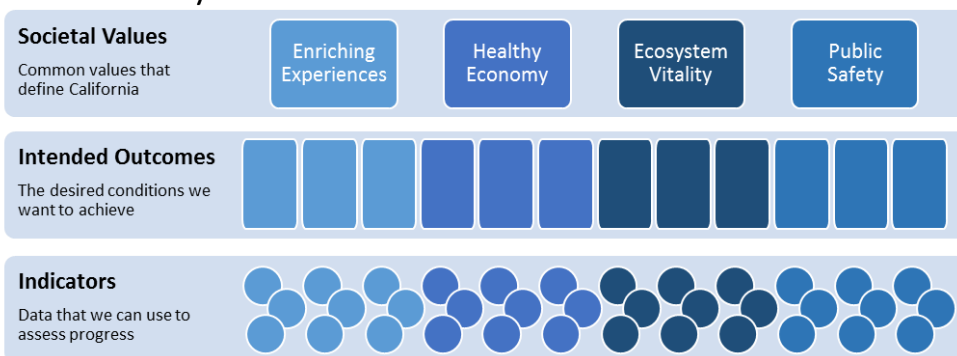 Societal Values
Common values that
define California
Enriching
Experiences
Healthy
Economy
Ecosystem
Vitality
Public
Safety
Intended Outcomes
The desired conditions we
want to achieve
Indicators
Data that we can use to
assess progress